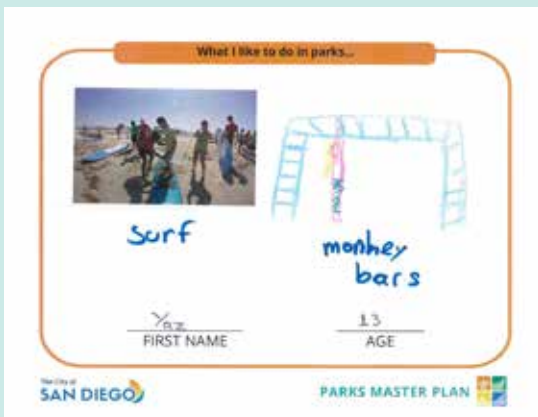 What I like to do in parks...
surf
monkey
bars
Yaz
13
FIRST NAME
AGE
The City of
SAN DIEGO
PARKS MASTER PLAN